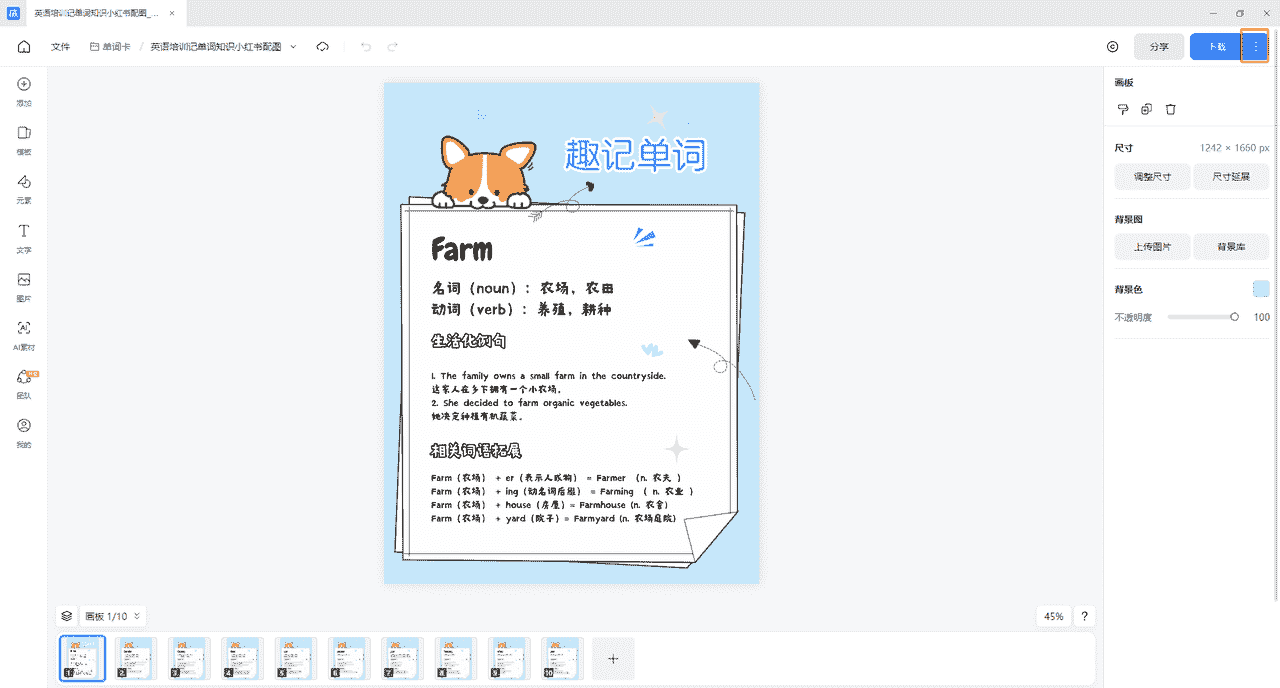 英语培训记单词知识小红书配图_ ...
文件
单词卡 / 英语培训记单词知识小红书配图
分享
下载
添加
模板
元素
文字
图片
AI素材
团队
我的
趣记单词
Farm
名词（noun）：农场，农田
动词（verb）：养殖，耕种
生活化例句
1. The family owns a small farm in the countryside.
这家人在乡下拥有一个小农场。
2. She decided to farm organic vegetables.
她决定种植有机蔬菜。
相关词语拓展
Farm（农场） + er（表示人或物） = Farmer （n. 农夫 ）
Farm（农场） + ing（动名词后缀） = Farming （ n. 农业 ）
Farm（农场） + house（房屋）= Farmhouse (n. 农舍)
Farm（农场） + yard（院子）= Farmyard (n. 农场庭院)
画板
尺寸 1242 × 1660 px
调整尺寸 尺寸延展
背景图
上传图片 背景库
背景色
不透明度 100
画板 1/10
45% ?
1 2 3 4 5 6 7 8 9 10